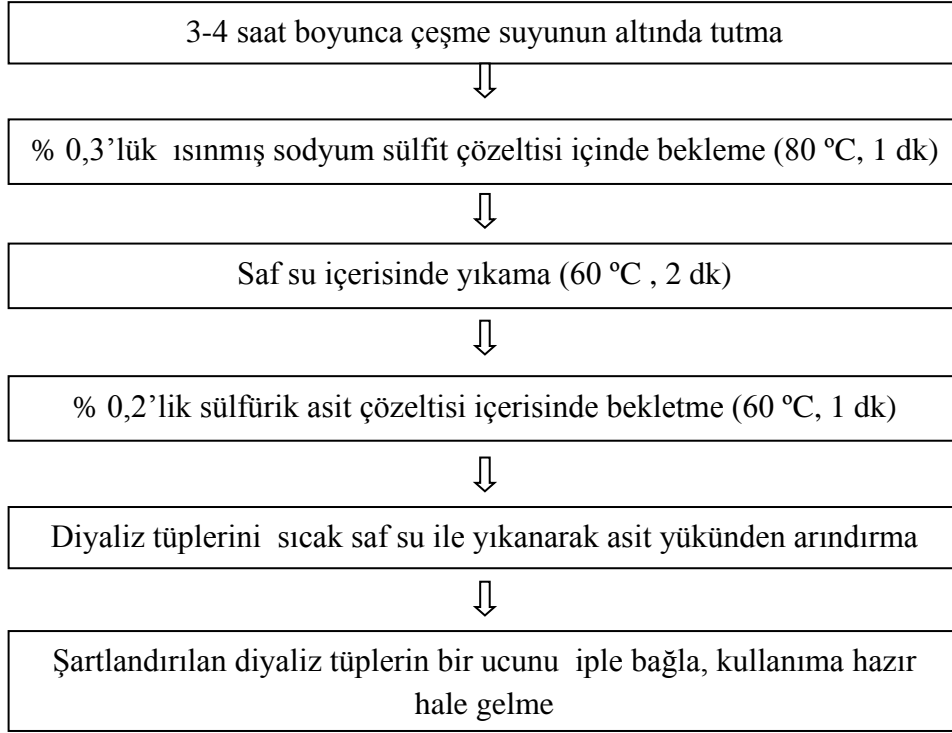 3-4 saat boyunca çeşme suyunun altında tutma
% 0,3’lük ısınmış sodyum sülfit çözeltisi içinde bekleme (80 ºC, 1 dk)
Saf su içerisinde yıkama (60 ºC , 2 dk)
% 0,2’lik sülfürik asit çözeltisi içerisinde bekletme (60 ºC, 1 dk)
Diyaliz tüplerini sıcak saf su ile yıkanarak asit yükünden arındırma
Şartlandırılan diyaliz tüplerin bir ucunu iple bağla, kullanıma hazır
hale gelme